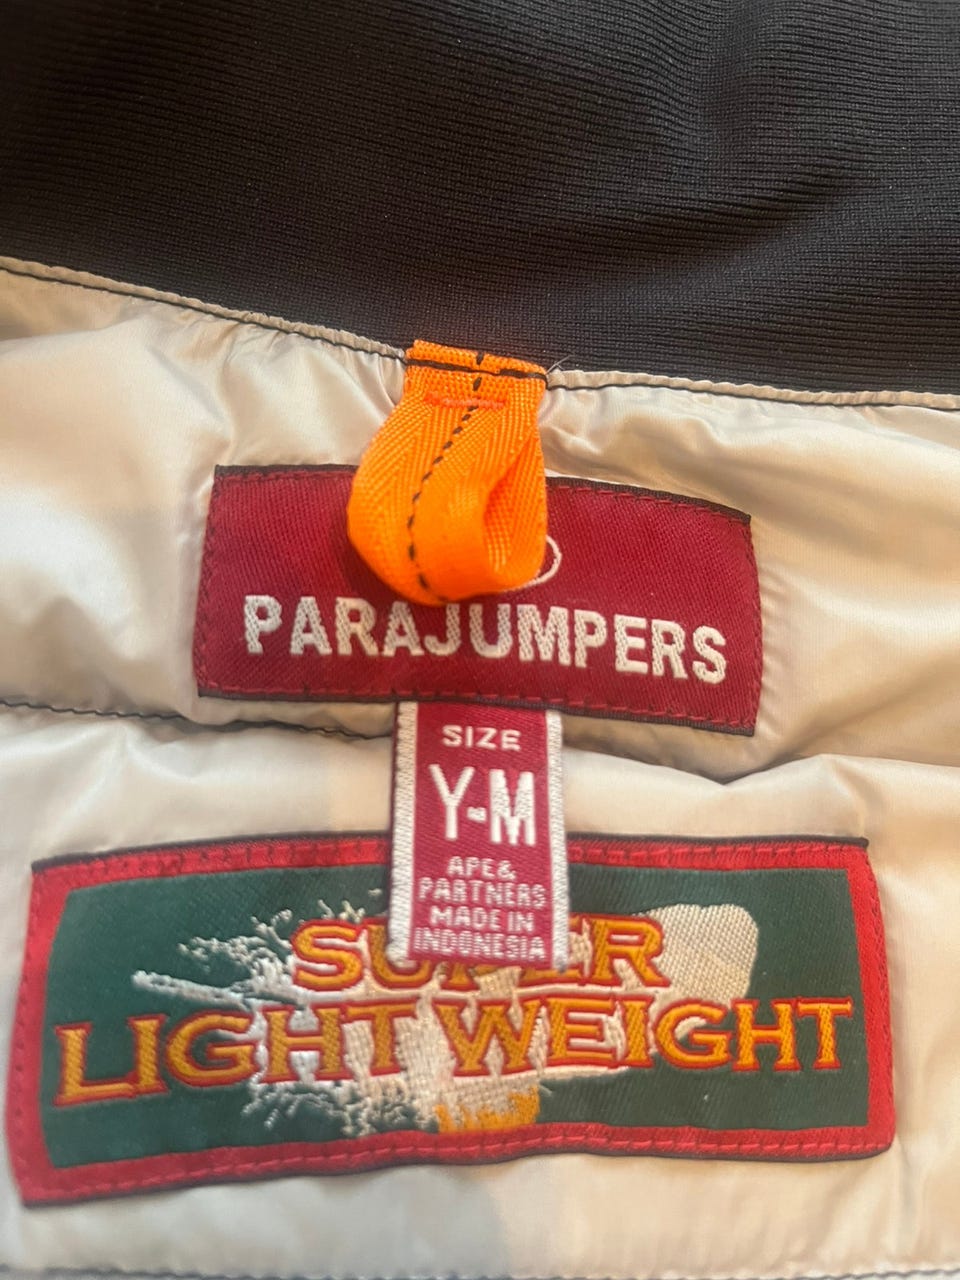 PARAJUMPERS
SIZE
Y-M
APE&
PARTNERS
MADE IN
INDONESIA
SUPER
LIGHT WEIGHT